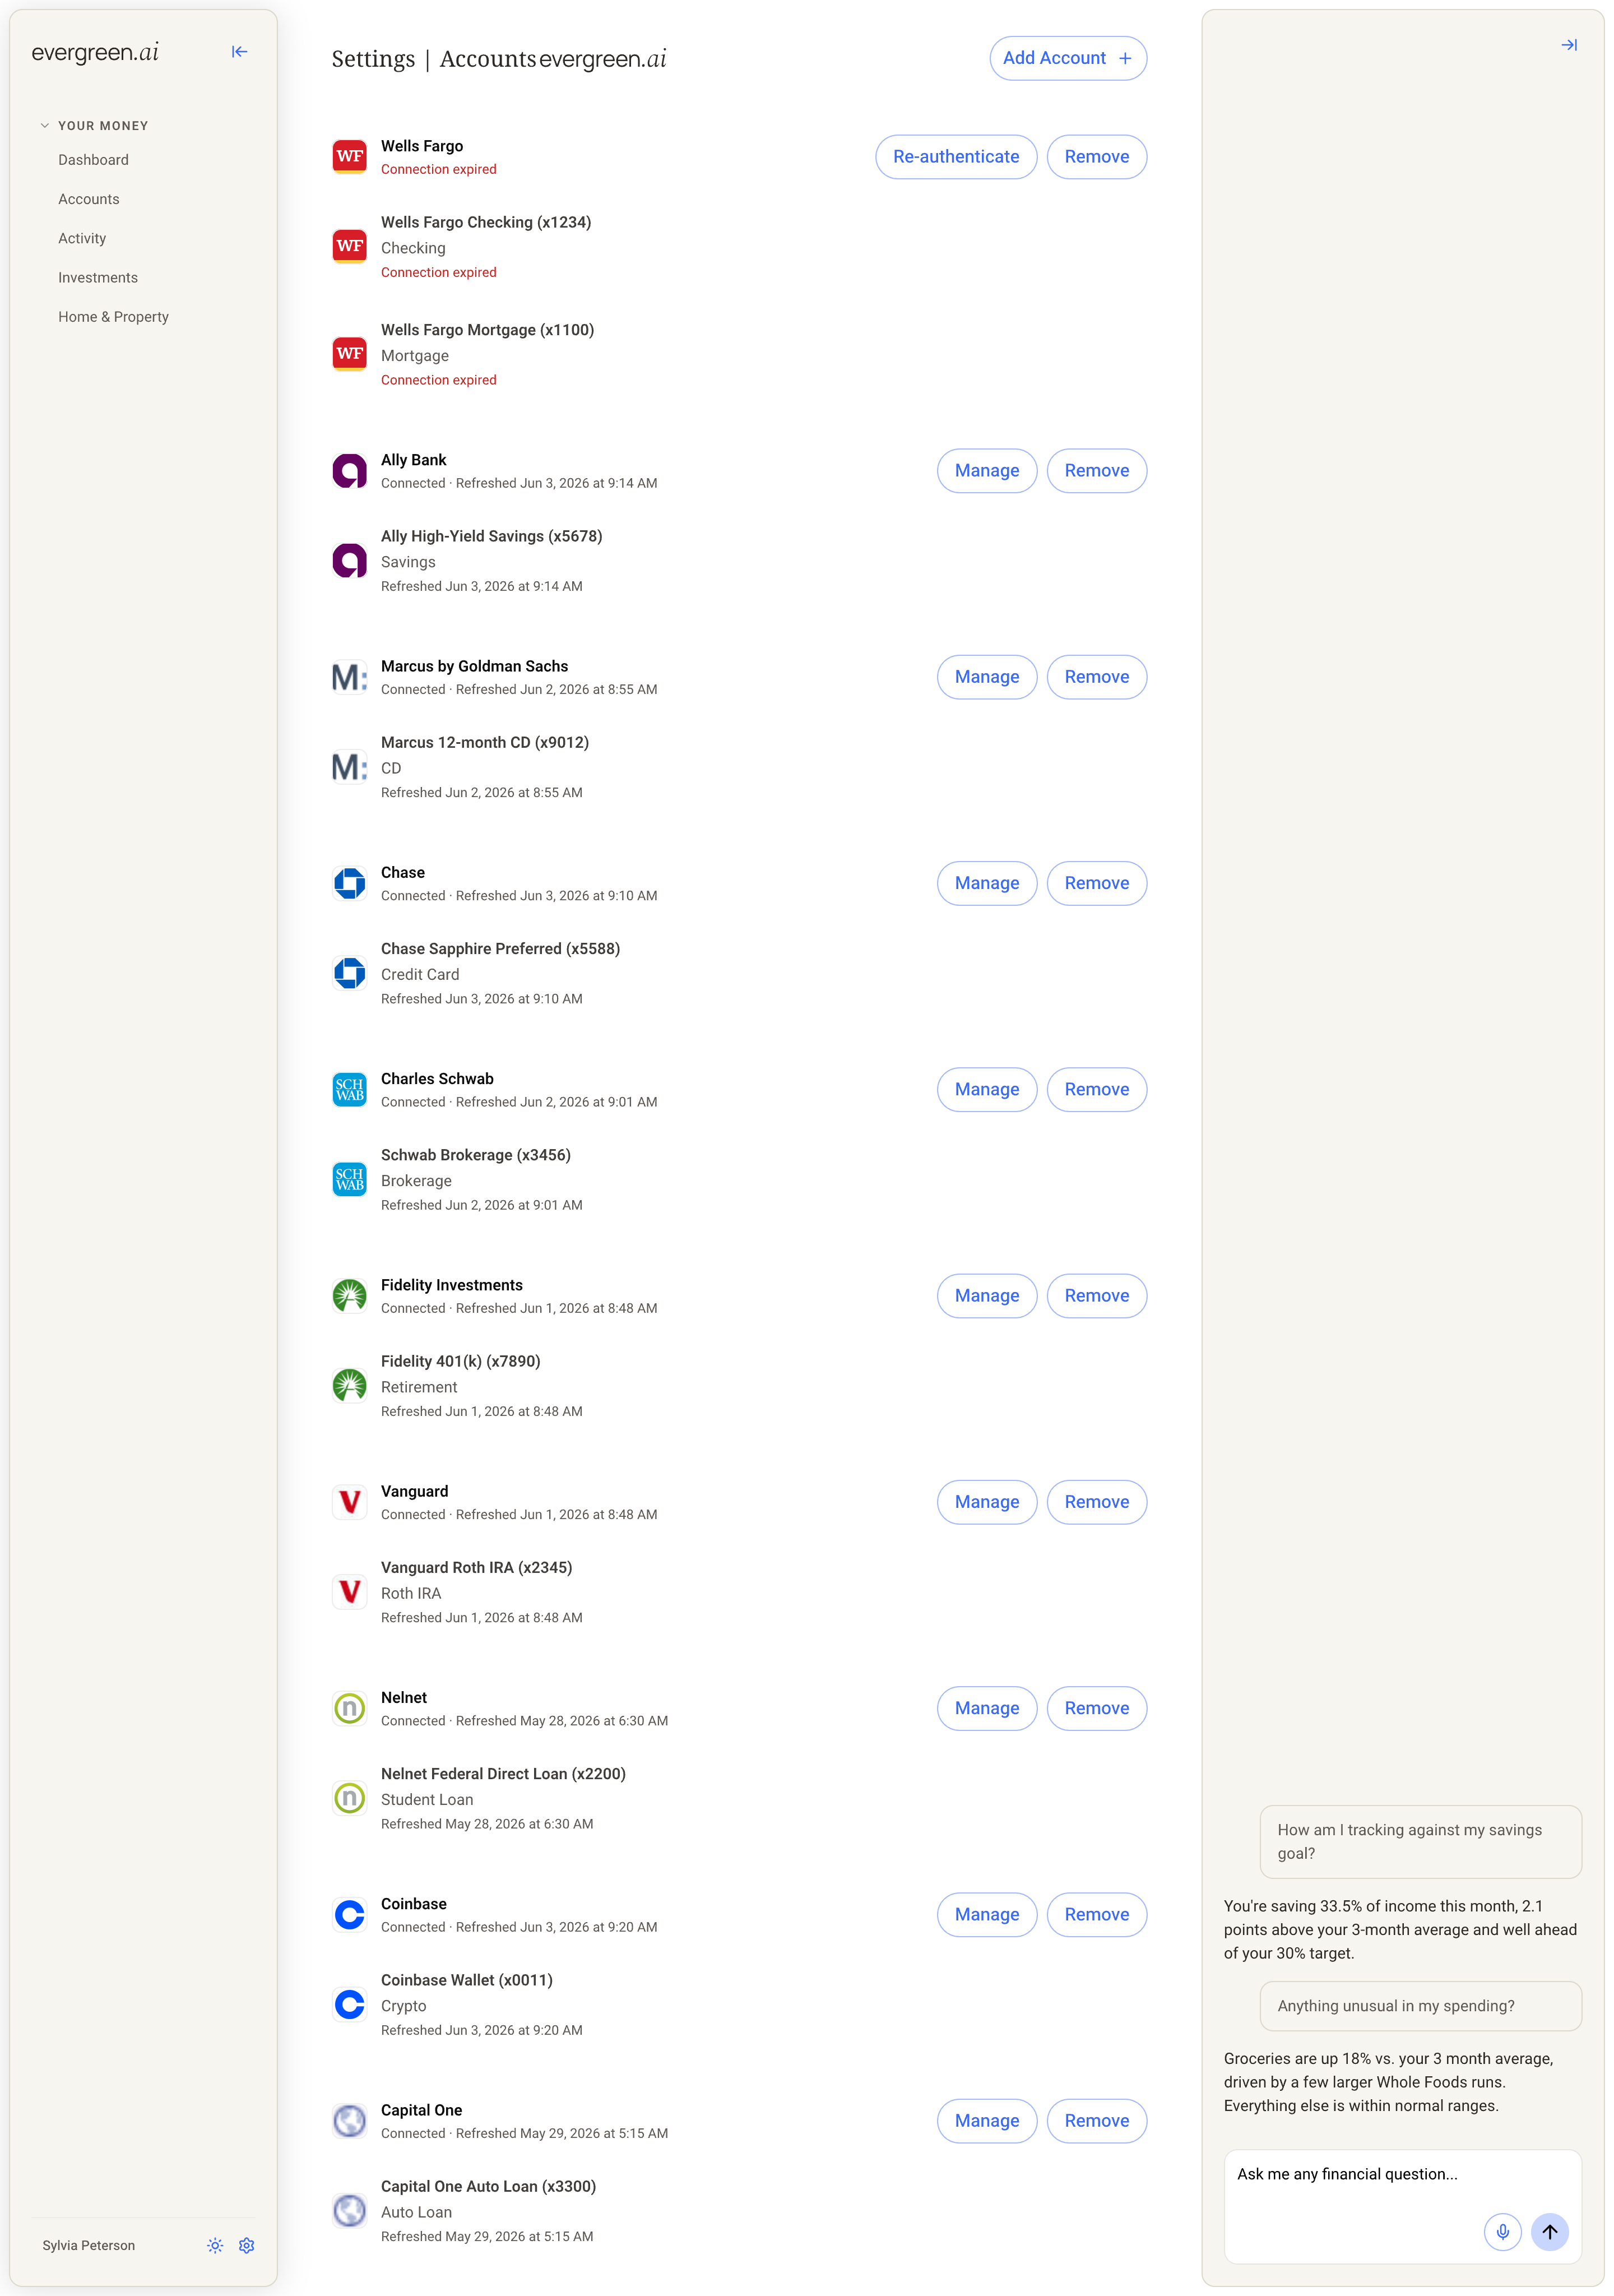 evergreen.ai
YOUR MONEY
Dashboard
Accounts
Activity
Investments
Home & Property
Sylvia Peterson
Settings | Accounts evergreen.ai
Add Account +
WF
Wells Fargo
Connection expired
Re-authenticate
Remove
WF
Wells Fargo Checking (x1234)
Checking
Connection expired
WF
Wells Fargo Mortgage (x1100)
Mortgage
Connection expired
Ally Bank
Connected · Refreshed Jun 3, 2026 at 9:14 AM
Manage
Remove
Ally High-Yield Savings (x5678)
Savings
Refreshed Jun 3, 2026 at 9:14 AM
M:
Marcus by Goldman Sachs
Connected · Refreshed Jun 2, 2026 at 8:55 AM
Manage
Remove
M:
Marcus 12-month CD (x9012)
CD
Refreshed Jun 2, 2026 at 8:55 AM
Chase
Connected · Refreshed Jun 3, 2026 at 9:10 AM
Manage
Remove
Chase Sapphire Preferred (x5588)
Credit Card
Refreshed Jun 3, 2026 at 9:10 AM
SCH
WAB
Charles Schwab
Connected · Refreshed Jun 2, 2026 at 9:01 AM
Manage
Remove
SCH
WAB
Schwab Brokerage (x3456)
Brokerage
Refreshed Jun 2, 2026 at 9:01 AM
Fidelity Investments
Connected · Refreshed Jun 1, 2026 at 8:48 AM
Manage
Remove
Fidelity 401(k) (x7890)
Retirement
Refreshed Jun 1, 2026 at 8:48 AM
V
Vanguard
Connected · Refreshed Jun 1, 2026 at 8:48 AM
Manage
Remove
V
Vanguard Roth IRA (x2345)
Roth IRA
Refreshed Jun 1, 2026 at 8:48 AM
n
Nelnet
Connected · Refreshed May 28, 2026 at 6:30 AM
Manage
Remove
n
Nelnet Federal Direct Loan (x2200)
Student Loan
Refreshed May 28, 2026 at 6:30 AM
Coinbase
Connected · Refreshed Jun 3, 2026 at 9:20 AM
Manage
Remove
Coinbase Wallet (x0011)
Crypto
Refreshed Jun 3, 2026 at 9:20 AM
Capital One
Connected · Refreshed May 29, 2026 at 5:15 AM
Manage
Remove
Capital One Auto Loan (x3300)
Auto Loan
Refreshed May 29, 2026 at 5:15 AM
How am I tracking against my savings
goal?
You're saving 33.5% of income this month, 2.1
points above your 3-month average and well ahead
of your 30% target.
Anything unusual in my spending?
Groceries are up 18% vs. your 3 month average,
driven by a few larger Whole Foods runs.
Everything else is within normal ranges.
Ask me any financial question...